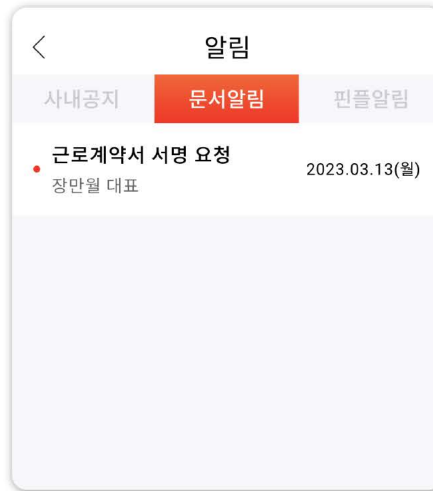 알림
사내공지 문서알림 핀플알림
근로계약서 서명 요청
2023.03.13(월)
장만월 대표